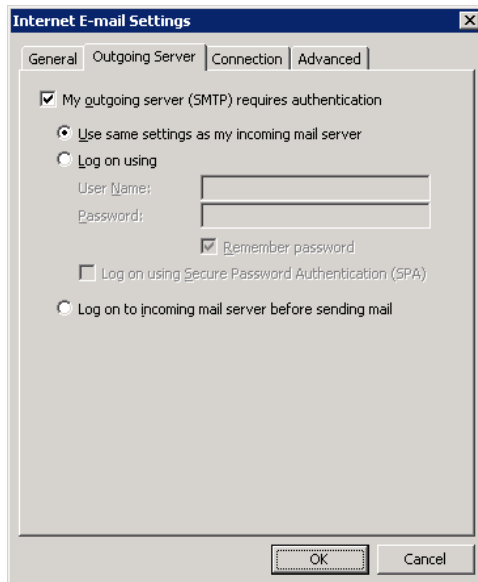 Internet E-mail Settings
General Outgoing Server Connection Advanced
My outgoing server (SMTP) requires authentication
Use same settings as my incoming mail server
Log on using
User Name:
Password:
Remember password
Log on using Secure Password Authentication (SPA)
Log on to incoming mail server before sending mail
OK Cancel